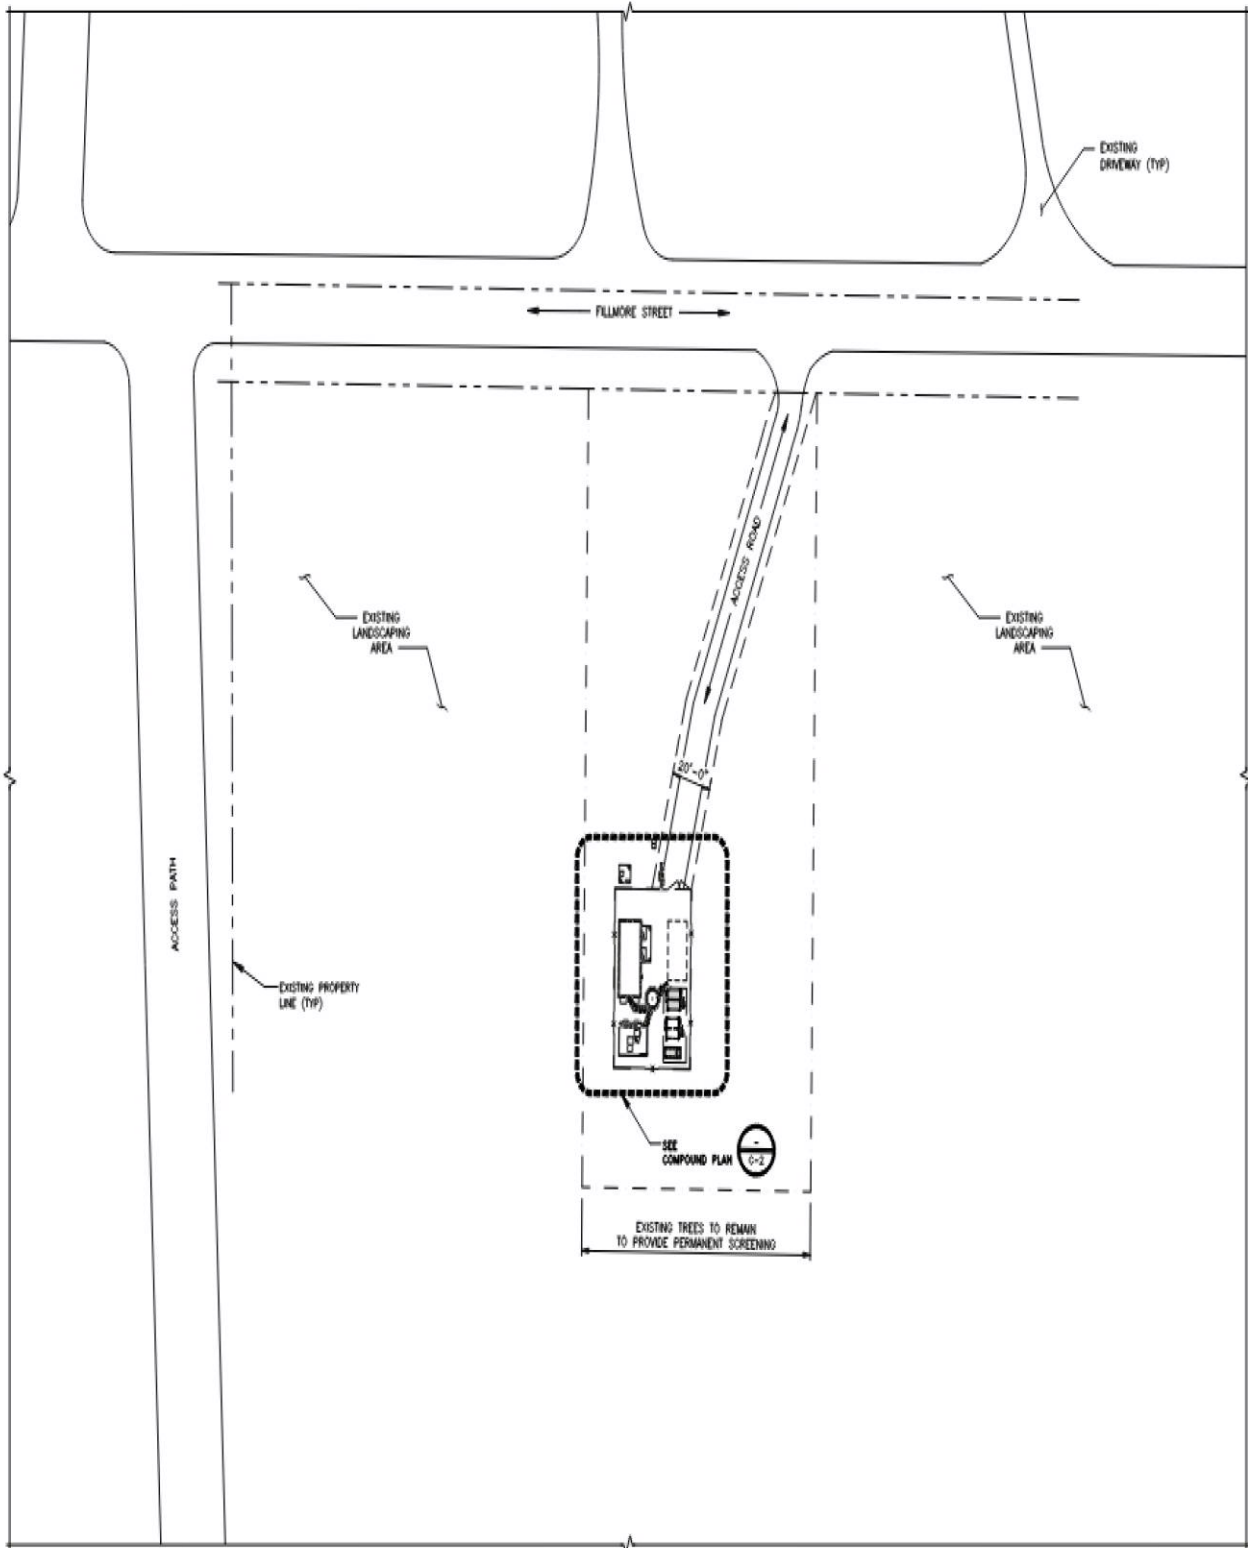 EXISTING
DRIVEWAY (TYP)
FILLMORE STREET
ACCESS ROAD
EXISTING
LANDSCAPING
AREA
EXISTING
LANDSCAPING
AREA
20'-0"
ACCESS PATH
EXISTING PROPERTY
LINE (TYP)
SEE
COMPOUND PLAN
-
C-2
EXISTING TREES TO REMAIN
TO PROVIDE PERMANENT SCREENING